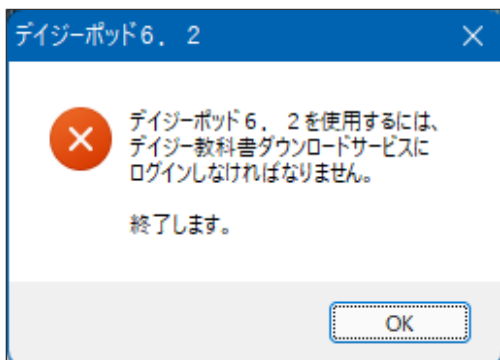 デイジーポッド６．２
デイジーポッド６．２を使用するには、
デイジー教科書ダウンロードサービスに
ログインしなければなりません。
終了します。
OK